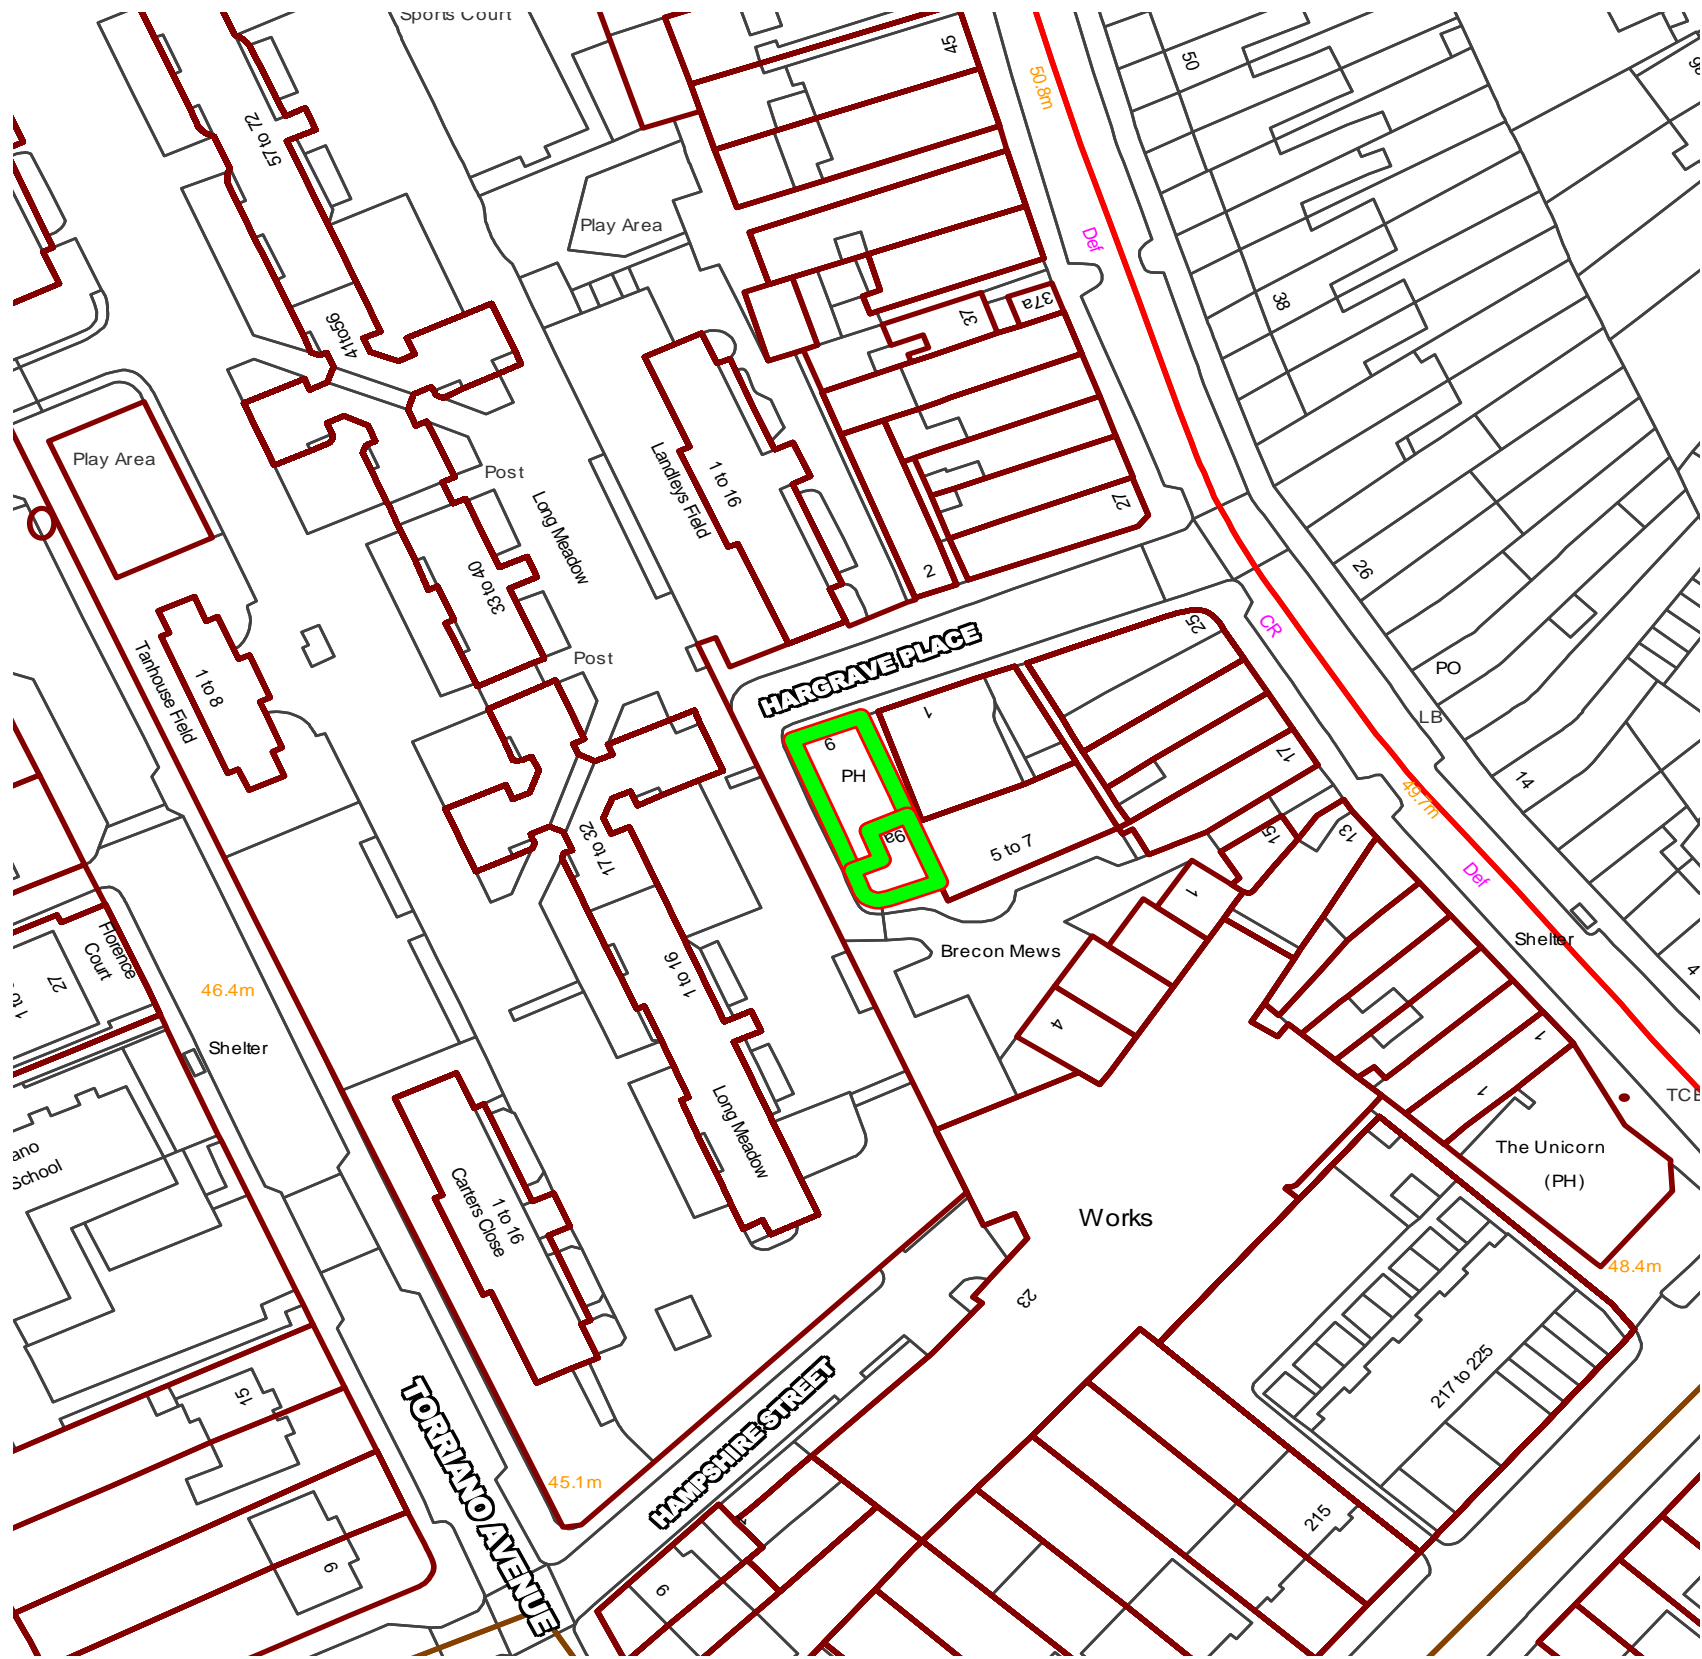 Sports Court
45
50
50.8m
57 to 72
Play Area
Def
38
37a
37
41to56
Play Area
Post
1 to 16
Landleys Field
Long Meadow
27
26
2
33 to 40
CR
25
HARGRAVE PLACE
Post
PO
Tanhouse Field
1 to 8
LB
1
9
PH
17
14
49.7m
9a
5 to 7
15
13
17 to 32
Def
1
Florence
Court
27
1 to
Brecon Mews
Shelter
4
1 to 16
46.4m
4
1
Shelter
Long Meadow
1
TCB
The Unicorn
(PH)
ano
School
1 to 16
Carters Close
Works
48.4m
23
217 to 225
15
TORRIANO AVENUE
HAMPSHIRE STREET
45.1m
215
9
6